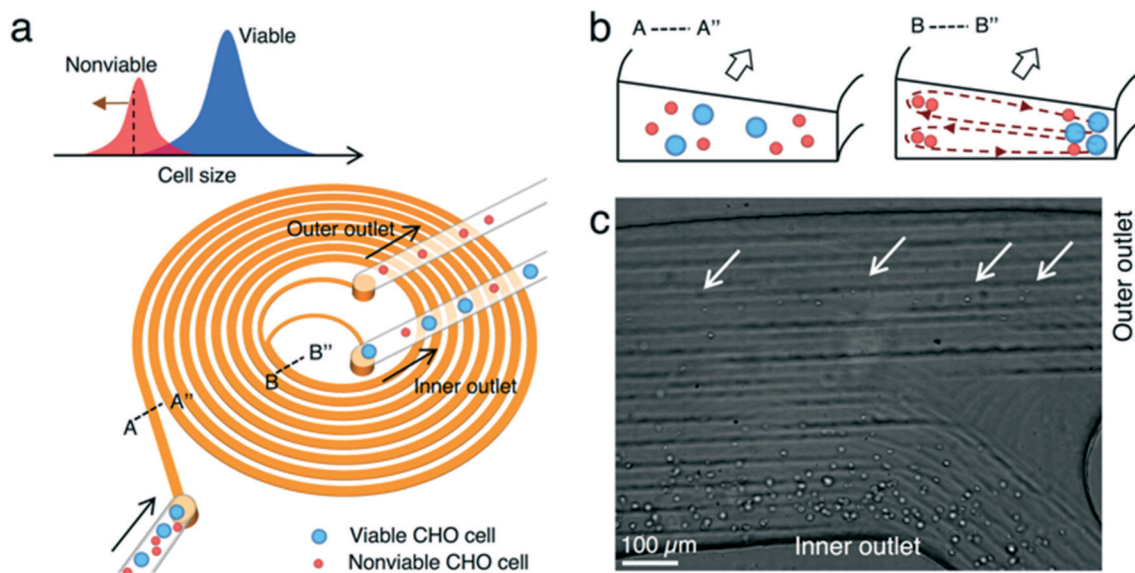 a
Viable
Nonviable
Cell size
Outer outlet
B''
B
Inner outlet
A''
A
Viable CHO cell
Nonviable CHO cell
b
A ----- A''
B ----- B''
c
Outer outlet
100 μm
Inner outlet